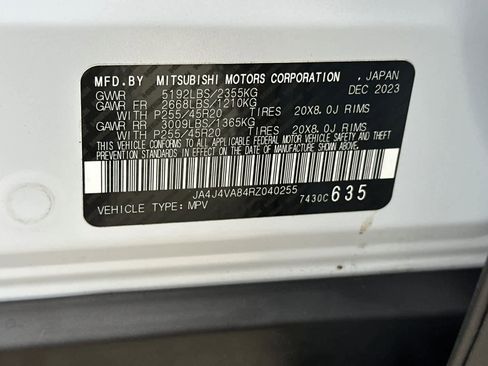 MFD.BY MITSUBISHI MOTORS CORPORATION , JAPAN
GVWR 5192LBS/2355KG DEC 2023
GAWR FR 2668LBS/1210KG
WITH P255/45R20 TIRES 20X8.0J RIMS
GAWR RR 3009LBS/1365KG
WITH P255/45R20 TIRES 20X8.0J RIMS
THIS VEHICLE CONFORMS TO ALL APPLICABLE FEDERAL MOTOR VEHICLE SAFETY AND THEFT
PREVENTION STANDARDS IN EFFECT ON THE DATE OF MANUFACTURE SHOWN ABOVE.
JA4J4VA84RZ040255
VEHICLE TYPE: MPV 7430C 635